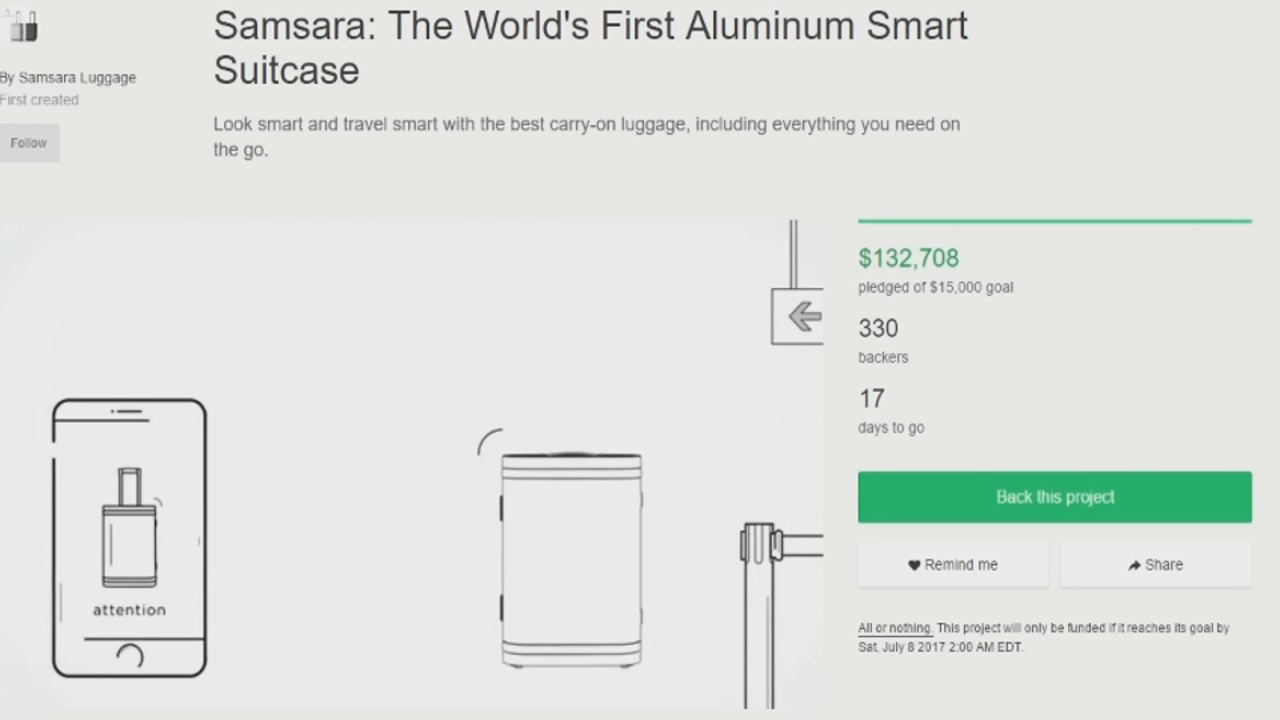 Samsara: The World's First Aluminum Smart
Suitcase
By Samsara Luggage
First created
Follow
Look smart and travel smart with the best carry-on luggage, including everything you need on
the go.
$132,708
pledged of $15,000 goal
330
backers
17
days to go
Back this project
Remind me
Share
All or nothing. This project will only be funded if it reaches its goal by
Sat, July 8 2017 2:00 AM EDT.
attention